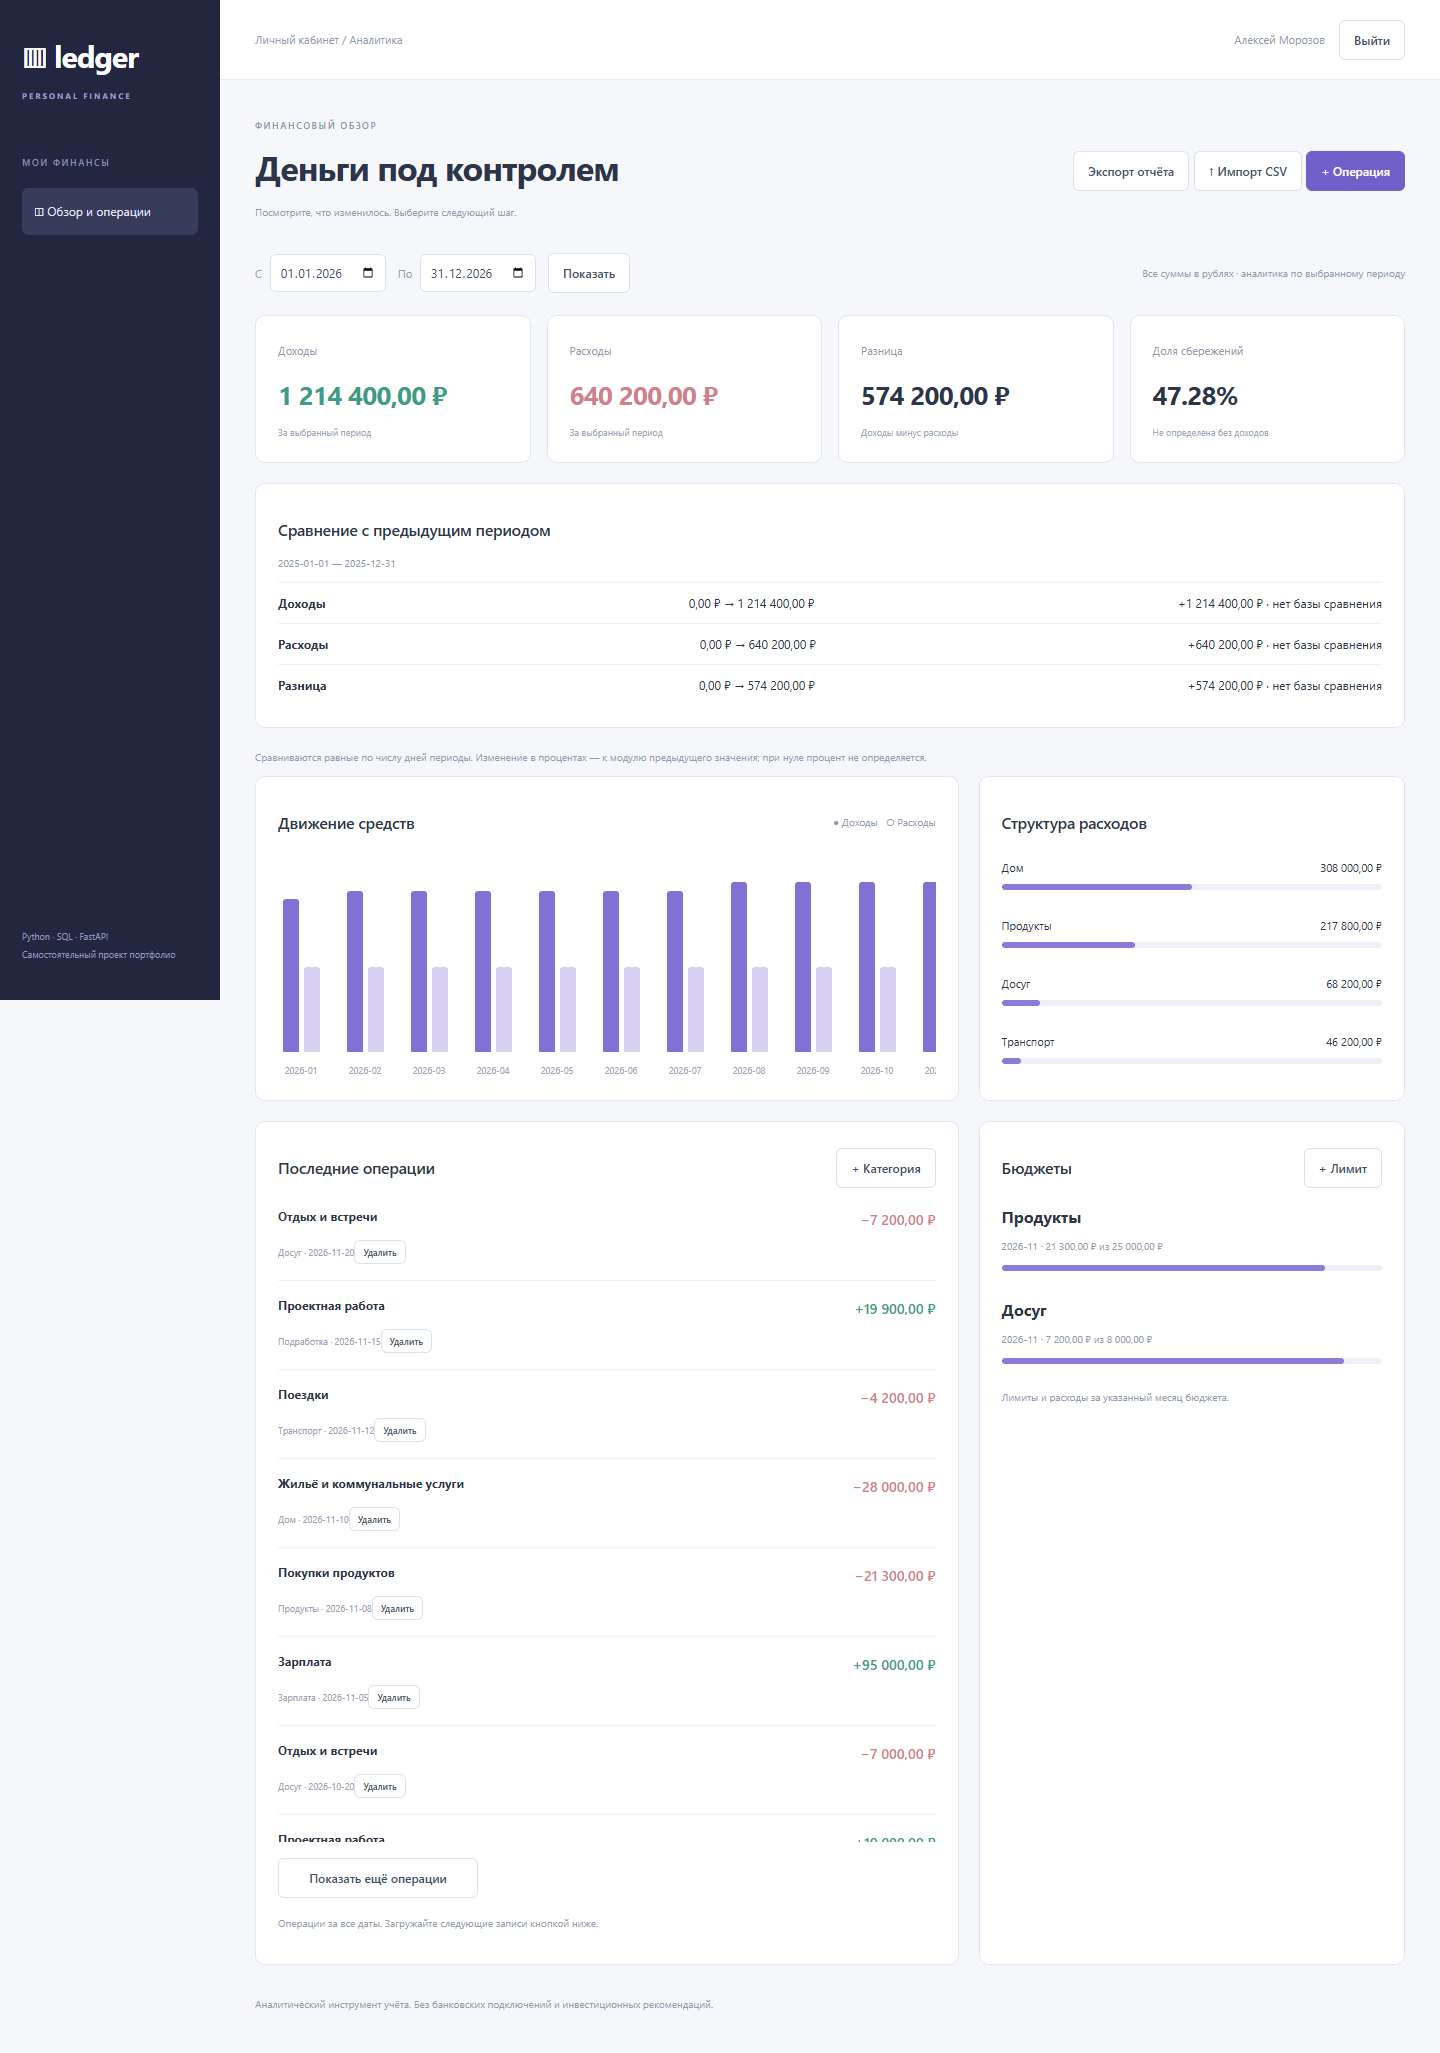 ledger
PERSONAL FINANCE
МОИ ФИНАНСЫ
Обзор и операции
Python · SQL · FastAPI
Самостоятельный проект портфолио
Личный кабинет / Аналитика
Алексей Морозов
Выйти
ФИНАНСОВЫЙ ОБЗОР
Деньги под контролем
Экспорт отчёта
↑ Импорт CSV
+ Операция
Посмотрите, что изменилось. Выберите следующий шаг.
С 01.01.2026 По 31.12.2026 Показать
Все суммы в рублях · аналитика по выбранному периоду
Доходы
1 214 400,00 ₽
За выбранный период
Расходы
640 200,00 ₽
За выбранный период
Разница
574 200,00 ₽
Доходы минус расходы
Доля сбережений
47.28%
Не определена без доходов
Сравнение с предыдущим периодом
2025-01-01 — 2025-12-31
Доходы 0,00 ₽ → 1 214 400,00 ₽ +1 214 400,00 ₽ · нет базы сравнения
Расходы 0,00 ₽ → 640 200,00 ₽ +640 200,00 ₽ · нет базы сравнения
Разница 0,00 ₽ → 574 200,00 ₽ +574 200,00 ₽ · нет базы сравнения
Сравниваются равные по числу дней периоды. Изменение в процентах — к модулю предыдущего значения; при нуле процент не определяется.
Движение средств
● Доходы ○ Расходы
2026-01 2026-02 2026-03 2026-04 2026-05 2026-06 2026-07 2026-08 2026-09 2026-10
Структура расходов
Дом 308 000,00 ₽
Продукты 217 800,00 ₽
Досуг 68 200,00 ₽
Транспорт 46 200,00 ₽
Последние операции
+ Категория
Отдых и встречи −7 200,00 ₽
Досуг · 2026-11-20 Удалить
Проектная работа +19 900,00 ₽
Подработка · 2026-11-15 Удалить
Поездки −4 200,00 ₽
Транспорт · 2026-11-12 Удалить
Жильё и коммунальные услуги −28 000,00 ₽
Дом · 2026-11-10 Удалить
Покупки продуктов −21 300,00 ₽
Продукты · 2026-11-08 Удалить
Зарплата +95 000,00 ₽
Зарплата · 2026-11-05 Удалить
Отдых и встречи −7 000,00 ₽
Досуг · 2026-10-20 Удалить
Проектная работа
Показать ещё операции
Операции за все даты. Загружайте следующие записи кнопкой ниже.
Бюджеты
+ Лимит
Продукты
2026-11 · 21 300,00 ₽ из 25 000,00 ₽
Досуг
2026-11 · 7 200,00 ₽ из 8 000,00 ₽
Лимиты и расходы за указанный месяц бюджета.
Аналитический инструмент учёта. Без банковских подключений и инвестиционных рекомендаций.